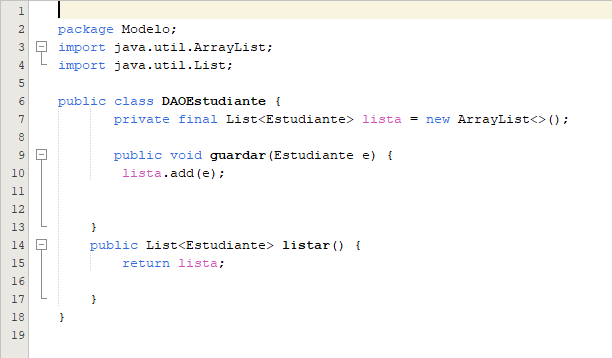 1
2 package Modelo;
3 import java.util.ArrayList;
4 import java.util.List;
5
6 public class DAOEstudiante {
7 private final List<Estudiante> lista = new ArrayList<>();
8
9 public void guardar(Estudiante e) {
10 lista.add(e);
11
12
13 }
14 public List<Estudiante> listar() {
15 return lista;
16
17 }
18 }
19